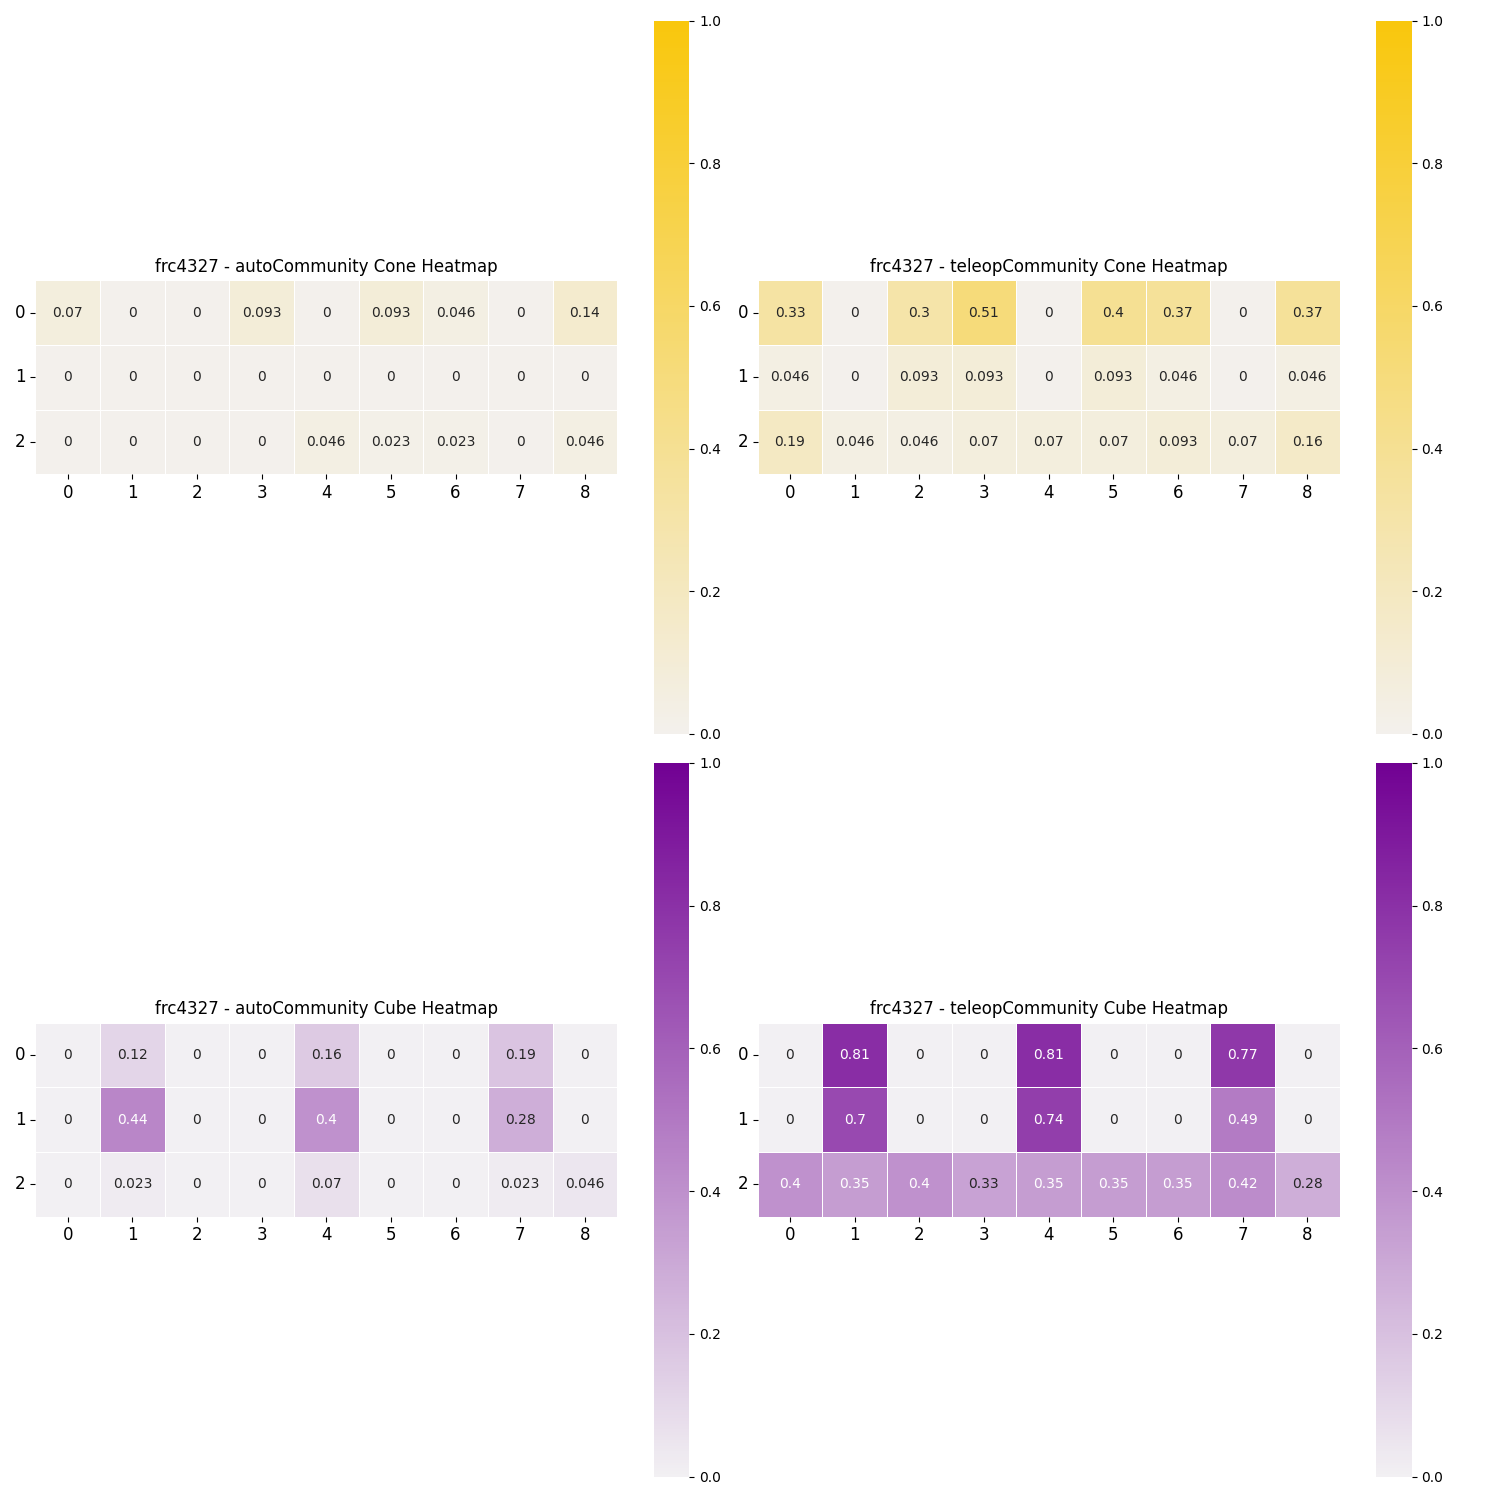 frc4327 - autoCommunity Cone Heatmap
0 0.07 0 0 0.093 0 0.093 0.046 0 0.14
1 0 0 0 0 0 0 0 0 0
2 0 0 0 0 0.046 0.023 0.023 0 0.046
0 1 2 3 4 5 6 7 8
1.0
0.8
0.6
0.4
0.2
0.0
frc4327 - teleopCommunity Cone Heatmap
0 0.33 0 0.3 0.51 0 0.4 0.37 0 0.37
1 0.046 0 0.093 0.093 0 0.093 0.046 0 0.046
2 0.19 0.046 0.046 0.07 0.07 0.07 0.093 0.07 0.16
0 1 2 3 4 5 6 7 8
1.0
0.8
0.6
0.4
0.2
0.0
frc4327 - autoCommunity Cube Heatmap
0 0 0.12 0 0 0.16 0 0 0.19 0
1 0 0.44 0 0 0.4 0 0 0.28 0
2 0 0.023 0 0 0.07 0 0 0.023 0.046
0 1 2 3 4 5 6 7 8
1.0
0.8
0.6
0.4
0.2
0.0
frc4327 - teleopCommunity Cube Heatmap
0 0 0.81 0 0 0.81 0 0 0.77 0
1 0 0.7 0 0 0.74 0 0 0.49 0
2 0.4 0.35 0.4 0.33 0.35 0.35 0.35 0.42 0.28
0 1 2 3 4 5 6 7 8
1.0
0.8
0.6
0.4
0.2
0.0